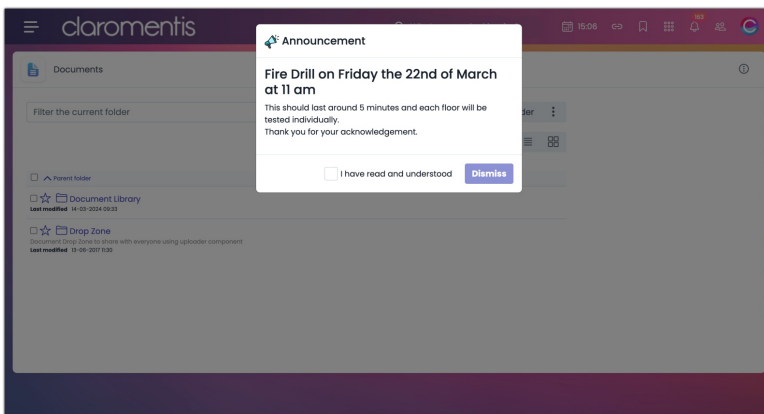 claromentis
15:06
163
Announcement
Documents
Fire Drill on Friday the 22nd of March
at 11 am
This should last around 5 minutes and each floor will be
tested individually.
Thank you for your acknowledgement.
Filter the current folder
I have read and understood
Dismiss
Parent folder
Document Library
Last modified 14-03-2024 09:33
Drop Zone
Document Drop Zone to share with everyone using uploader component
Last modified 13-06-2017 11:30